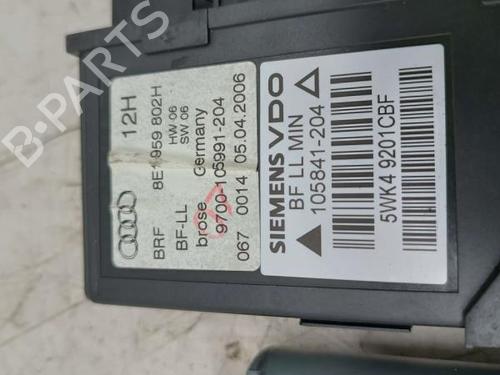 12H
8E1 959 802H
HW 06
SW 06
BRF
BF-LL
brose Germany
9700-105991-204
067 0014 05.04.2006
SIEMENS VDO
BF LL MIN
105841-204
5WK4 9201CBF
B-PARTS